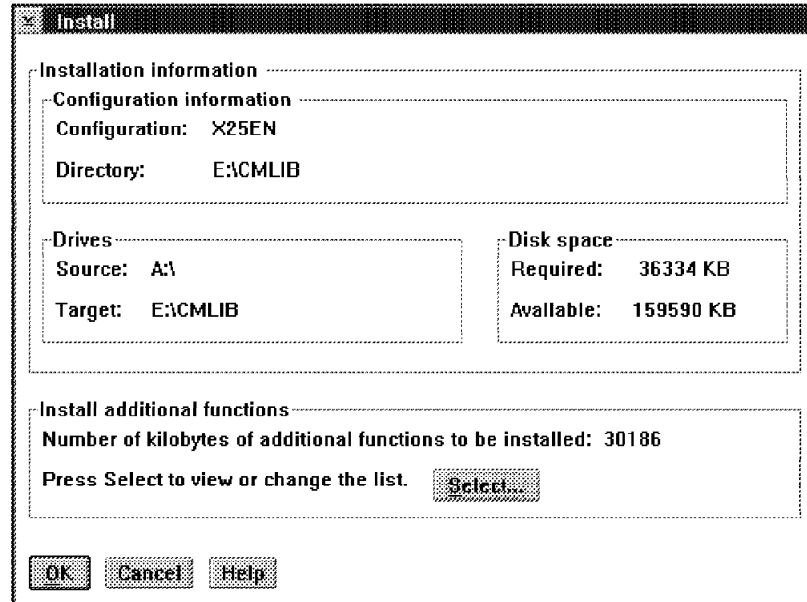 Install
Installation information
Configuration information
Configuration: X25EN
Directory: E:\CMLIB
Drives
Source: A:\
Target: E:\CMLIB
Disk space
Required: 36334 KB
Available: 159590 KB
Install additional functions
Number of kilobytes of additional functions to be installed: 30186
Press Select to view or change the list. Select...
OK Cancel Help